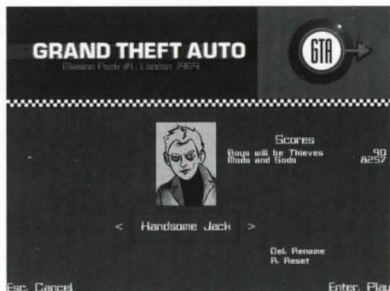 GRAND THEFT AUTO
GTA
Mission Pack #1, London 1969
Scores
Boys will be Thieves 90
Mods and Sods 8257
< Handsome Jack >
Del. Rename
R. Reset
Esc. Cancel
Enter. Play